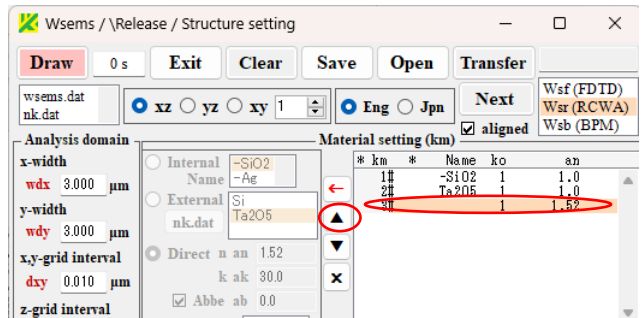 Wsems / \Release / Structure setting
Draw 0 s Exit Clear Save Open Transfer
wsems.dat
nk.dat
xz yz xy 1 Eng Jpn Next
aligned
Wsf (FDTD)
Wsr (RCWA)
Wsb (BPM)
Analysis domain
x-width
wdx 3.000 μm
y-width
wdy 3.000 μm
x,y-grid interval
dxy 0.010 μm
z-grid interval
Material setting (km)
Internal Name
-SiO2
-Ag
External
nk.dat
Si
Ta2O5
Direct n an 1.52
k ak 30.0
Abbe ab 0.0
* km * Name ko an
1# -SiO2 1 1.0
2# Ta2O5 1 1.0
3# 1 1.52